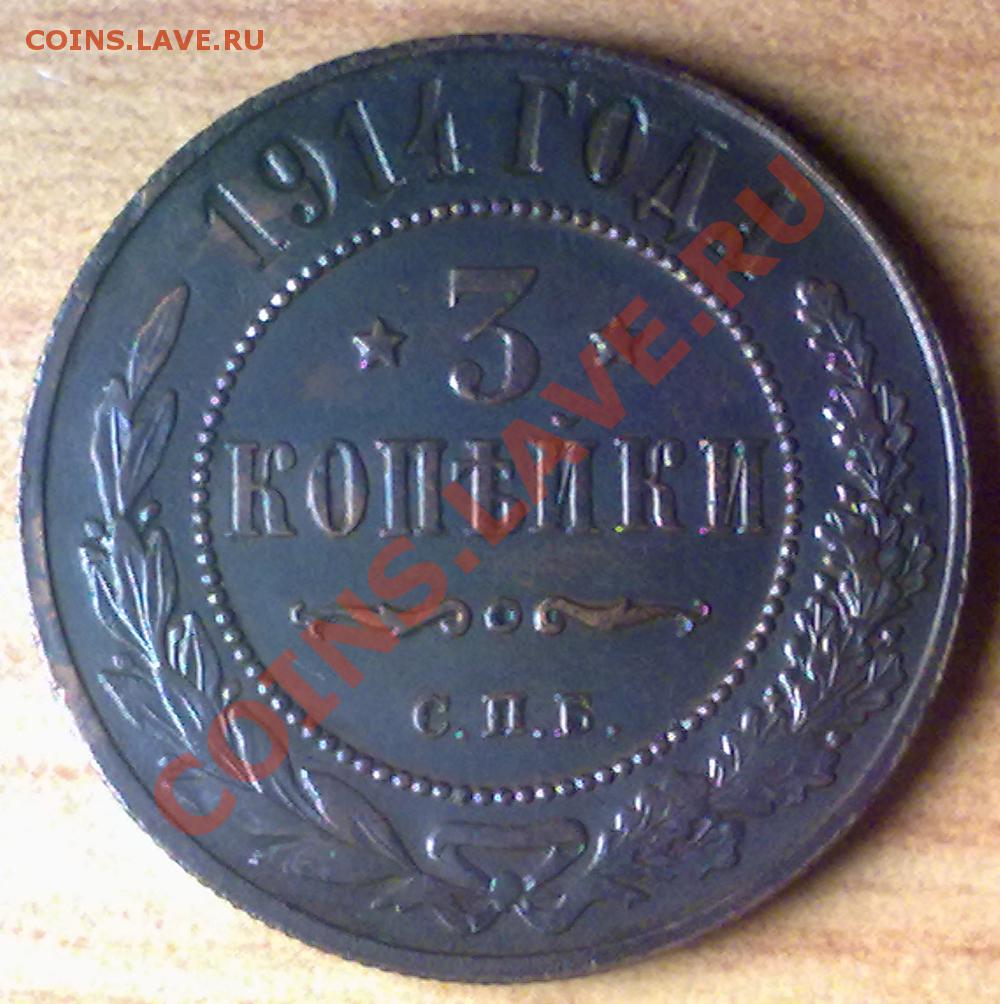 COINS.LAVE.RU
1914 ГОДЪ.
3
КОПѢЙКИ
С.П.Б.
COINS.LAVE.RU